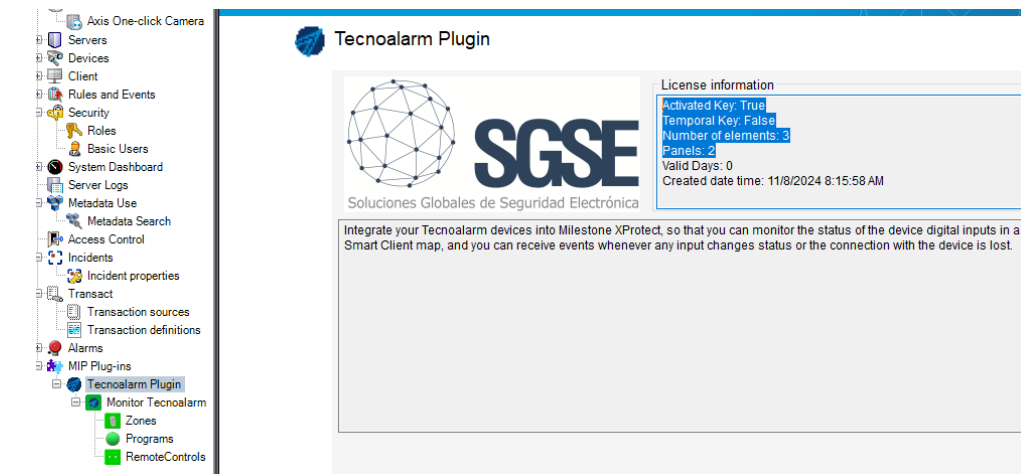 Axis One-click Camera
Servers
Devices
Client
Rules and Events
Security
Roles
Basic Users
System Dashboard
Server Logs
Metadata Use
Metadata Search
Access Control
Incidents
Incident properties
Transact
Transaction sources
Transaction definitions
Alarms
MIP Plug-ins
Tecnoalarm Plugin
Monitor Tecnoalarm
Zones
Programs
RemoteControls
Tecnoalarm Plugin
SGSE
Soluciones Globales de Seguridad Electrónica
License information
Activated Key: True
Temporal Key: False
Number of elements: 3
Panels: 2
Valid Days: 0
Created date time: 11/8/2024 8:15:58 AM
Integrate your Tecnoalarm devices into Milestone XProtect, so that you can monitor the status of the device digital inputs in a
Smart Client map, and you can receive events whenever any input changes status or the connection with the device is lost.